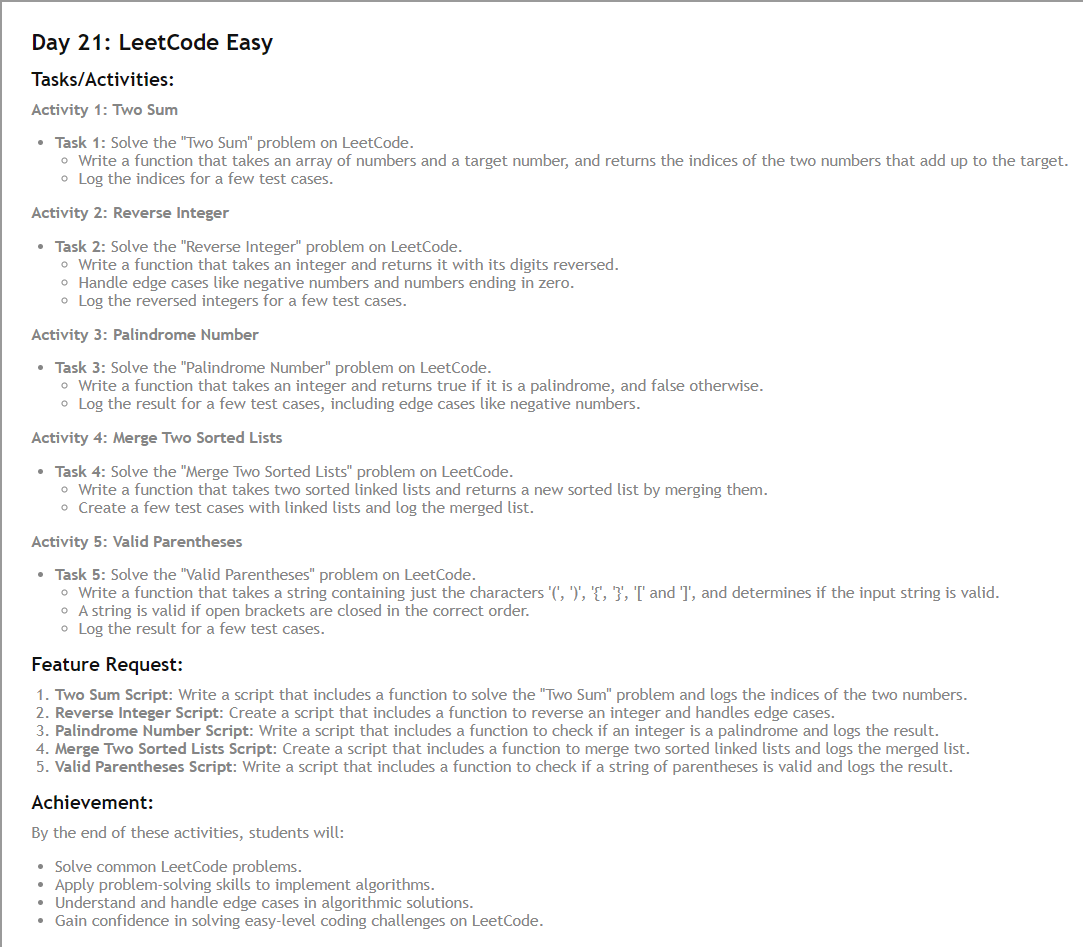 Day 21: LeetCode Easy
Tasks/Activities:
Activity 1: Two Sum
• Task 1: Solve the "Two Sum" problem on LeetCode.
◦ Write a function that takes an array of numbers and a target number, and returns the indices of the two numbers that add up to the target.
◦ Log the indices for a few test cases.
Activity 2: Reverse Integer
• Task 2: Solve the "Reverse Integer" problem on LeetCode.
◦ Write a function that takes an integer and returns it with its digits reversed.
◦ Handle edge cases like negative numbers and numbers ending in zero.
◦ Log the reversed integers for a few test cases.
Activity 3: Palindrome Number
• Task 3: Solve the "Palindrome Number" problem on LeetCode.
◦ Write a function that takes an integer and returns true if it is a palindrome, and false otherwise.
◦ Log the result for a few test cases, including edge cases like negative numbers.
Activity 4: Merge Two Sorted Lists
• Task 4: Solve the "Merge Two Sorted Lists" problem on LeetCode.
◦ Write a function that takes two sorted linked lists and returns a new sorted list by merging them.
◦ Create a few test cases with linked lists and log the merged list.
Activity 5: Valid Parentheses
• Task 5: Solve the "Valid Parentheses" problem on LeetCode.
◦ Write a function that takes a string containing just the characters '(', ')', '{', '}', '[' and ']', and determines if the input string is valid.
◦ A string is valid if open brackets are closed in the correct order.
◦ Log the result for a few test cases.
Feature Request:
1. Two Sum Script: Write a script that includes a function to solve the "Two Sum" problem and logs the indices of the two numbers.
2. Reverse Integer Script: Create a script that includes a function to reverse an integer and handles edge cases.
3. Palindrome Number Script: Write a script that includes a function to check if an integer is a palindrome and logs the result.
4. Merge Two Sorted Lists Script: Create a script that includes a function to merge two sorted linked lists and logs the merged list.
5. Valid Parentheses Script: Write a script that includes a function to check if a string of parentheses is valid and logs the result.
Achievement:
By the end of these activities, students will:
• Solve common LeetCode problems.
• Apply problem-solving skills to implement algorithms.
• Understand and handle edge cases in algorithmic solutions.
• Gain confidence in solving easy-level coding challenges on LeetCode.